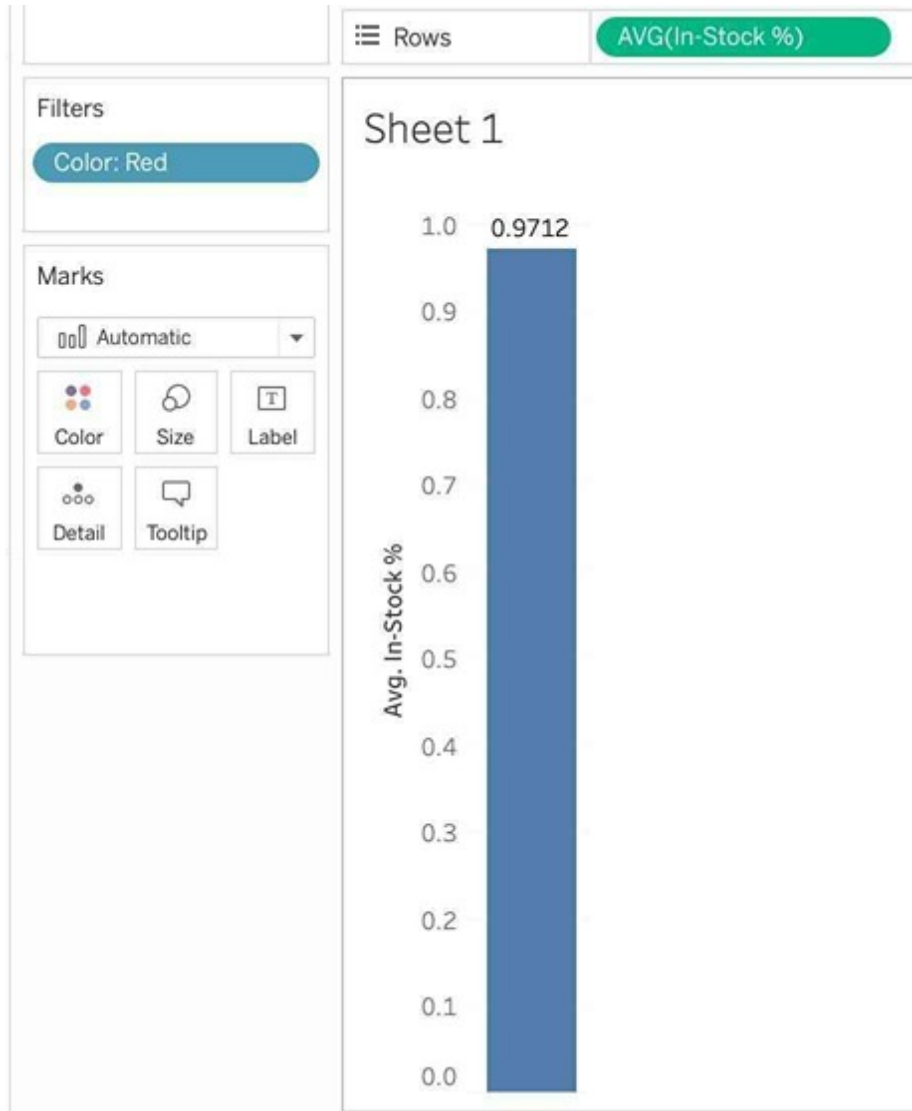 Rows
AVG(In-Stock %)
Filters
Color: Red
Marks
Automatic
Color
Size
Label
Detail
Tooltip
Sheet 1
Avg. In-Stock %
1.0
0.9712
0.9
0.8
0.7
0.6
0.5
0.4
0.3
0.2
0.1
0.0